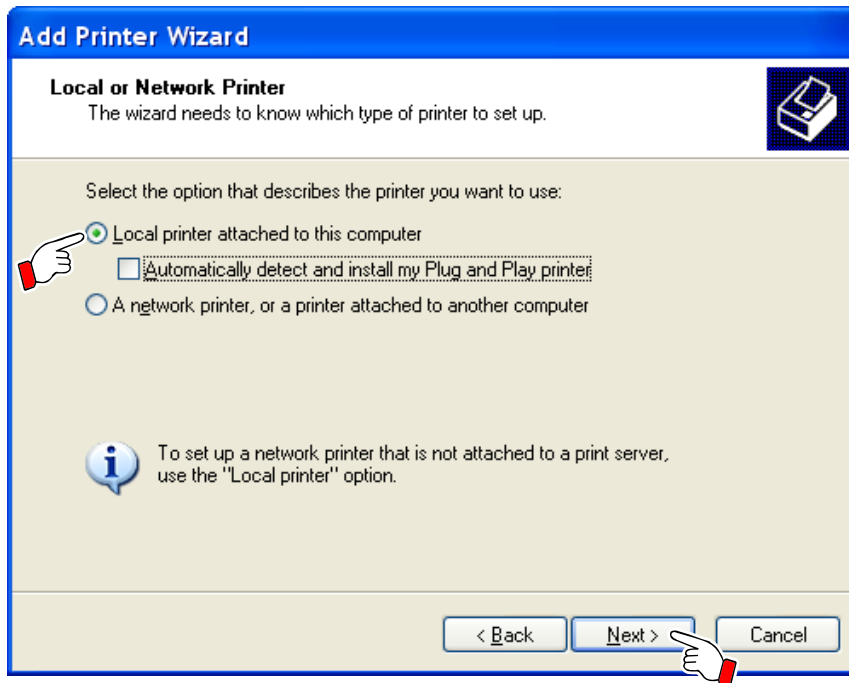 Add Printer Wizard
Local or Network Printer
The wizard needs to know which type of printer to set up.
Select the option that describes the printer you want to use:
Local printer attached to this computer
Automatically detect and install my Plug and Play printer
A network printer, or a printer attached to another computer
To set up a network printer that is not attached to a print server,
use the "Local printer" option.
< Back Next > Cancel